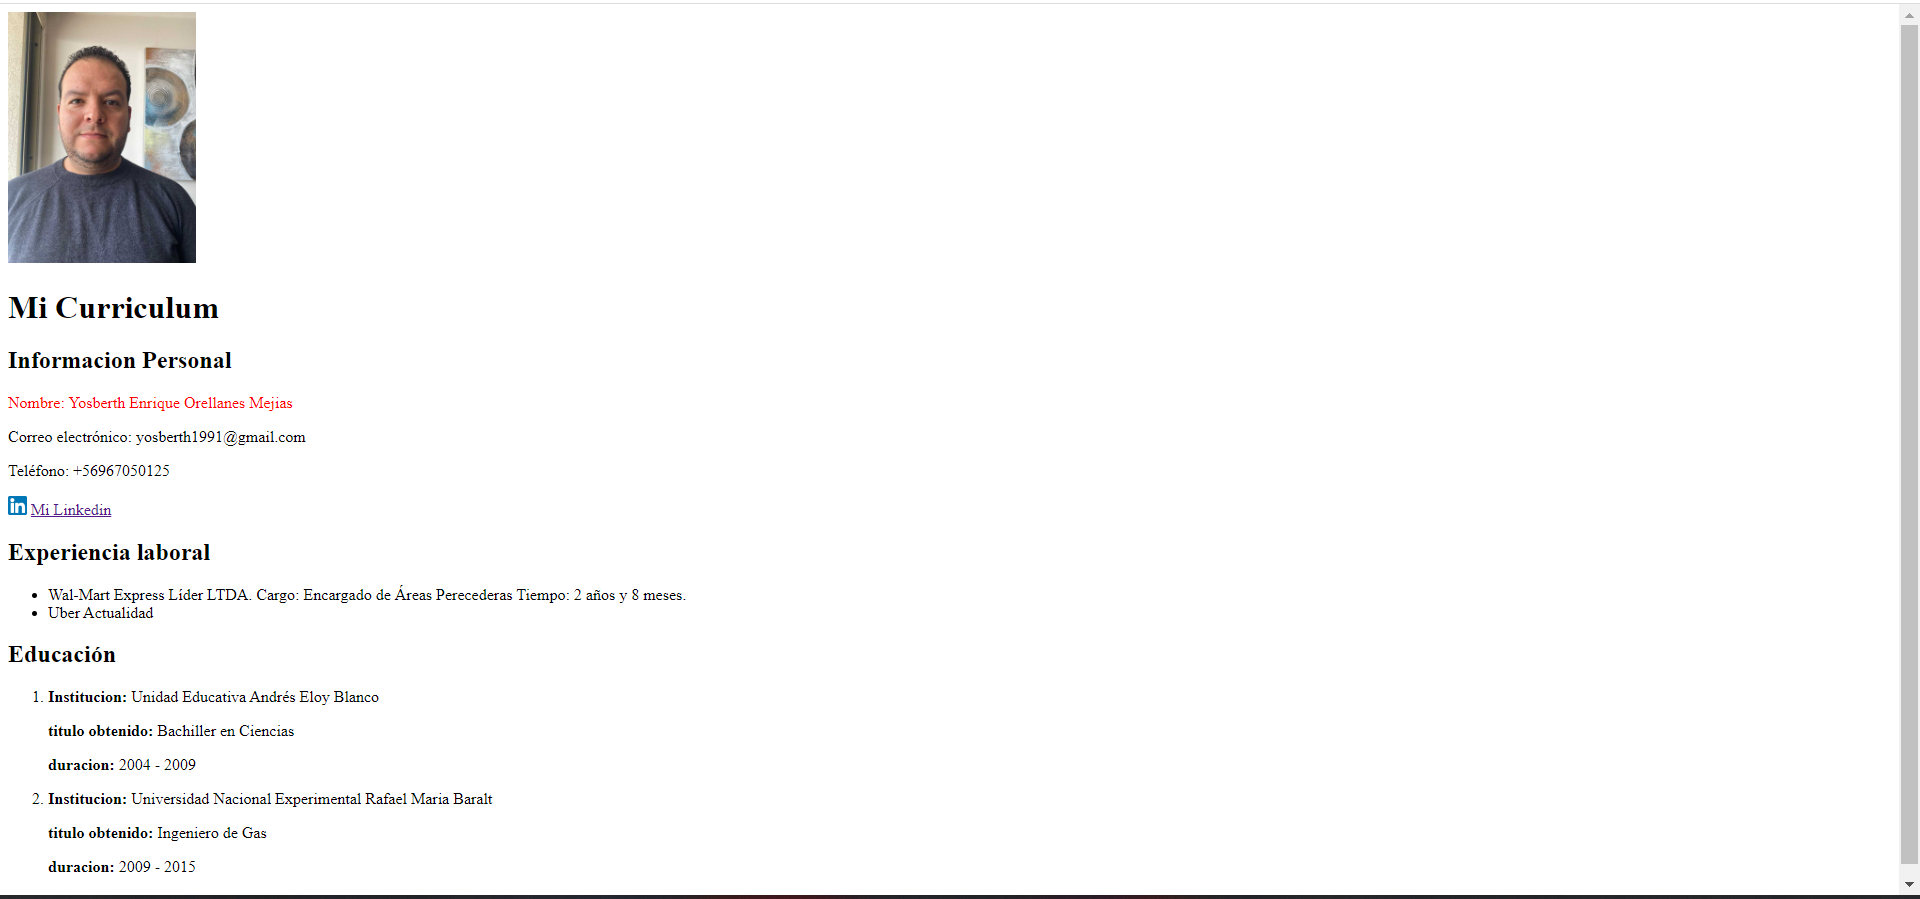 Mi Curriculum
Informacion Personal
Nombre: Yosberth Enrique Orellanes Mejias
Correo electrónico: yosberth1991@gmail.com
Teléfono: +56967050125
in Mi Linkedin
Experiencia laboral
• Wal-Mart Express Líder LTDA. Cargo: Encargado de Áreas Perecederas Tiempo: 2 años y 8 meses.
• Uber Actualidad
Educación
1. Institucion: Unidad Educativa Andrés Eloy Blanco
titulo obtenido: Bachiller en Ciencias
duracion: 2004 - 2009
2. Institucion: Universidad Nacional Experimental Rafael Maria Baralt
titulo obtenido: Ingeniero de Gas
duracion: 2009 - 2015